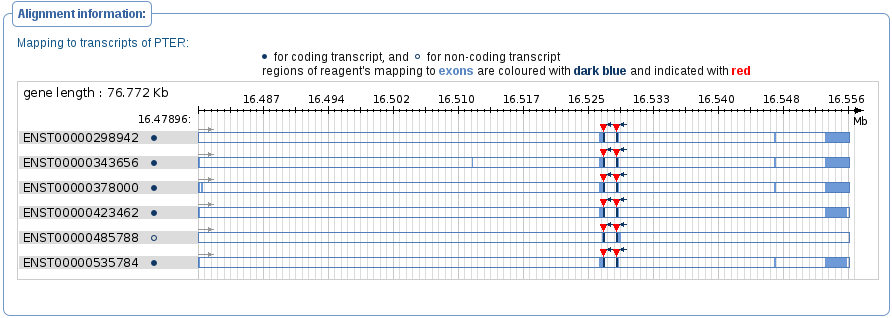 Alignment information:
Mapping to transcripts of PTER:
● for coding transcript, and ○ for non-coding transcript
regions of reagent's mapping to exons are coloured with dark blue and indicated with red
gene length : 76.772 Kb
16.487 16.494 16.502 16.510 16.517 16.525 16.533 16.540 16.548 16.556
16.47896:
Mb
ENST00000298942
ENST00000343656
ENST00000378000
ENST00000423462
ENST00000485788
ENST00000535784